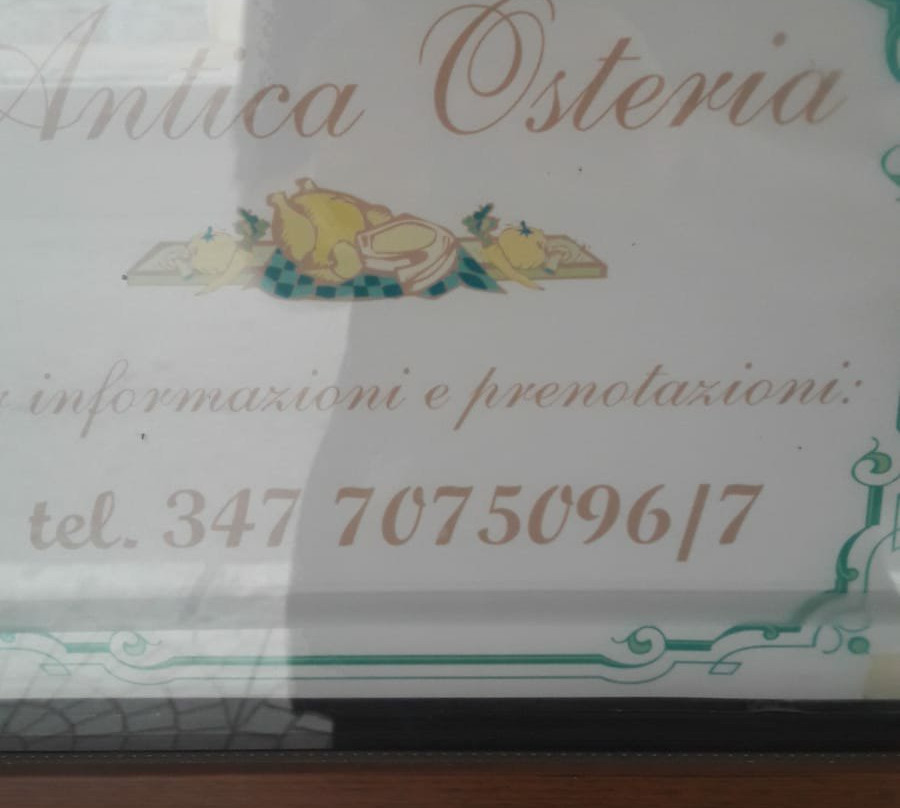 Antica Osteria
informazioni e prenotazioni:
tel. 347 7075096/7